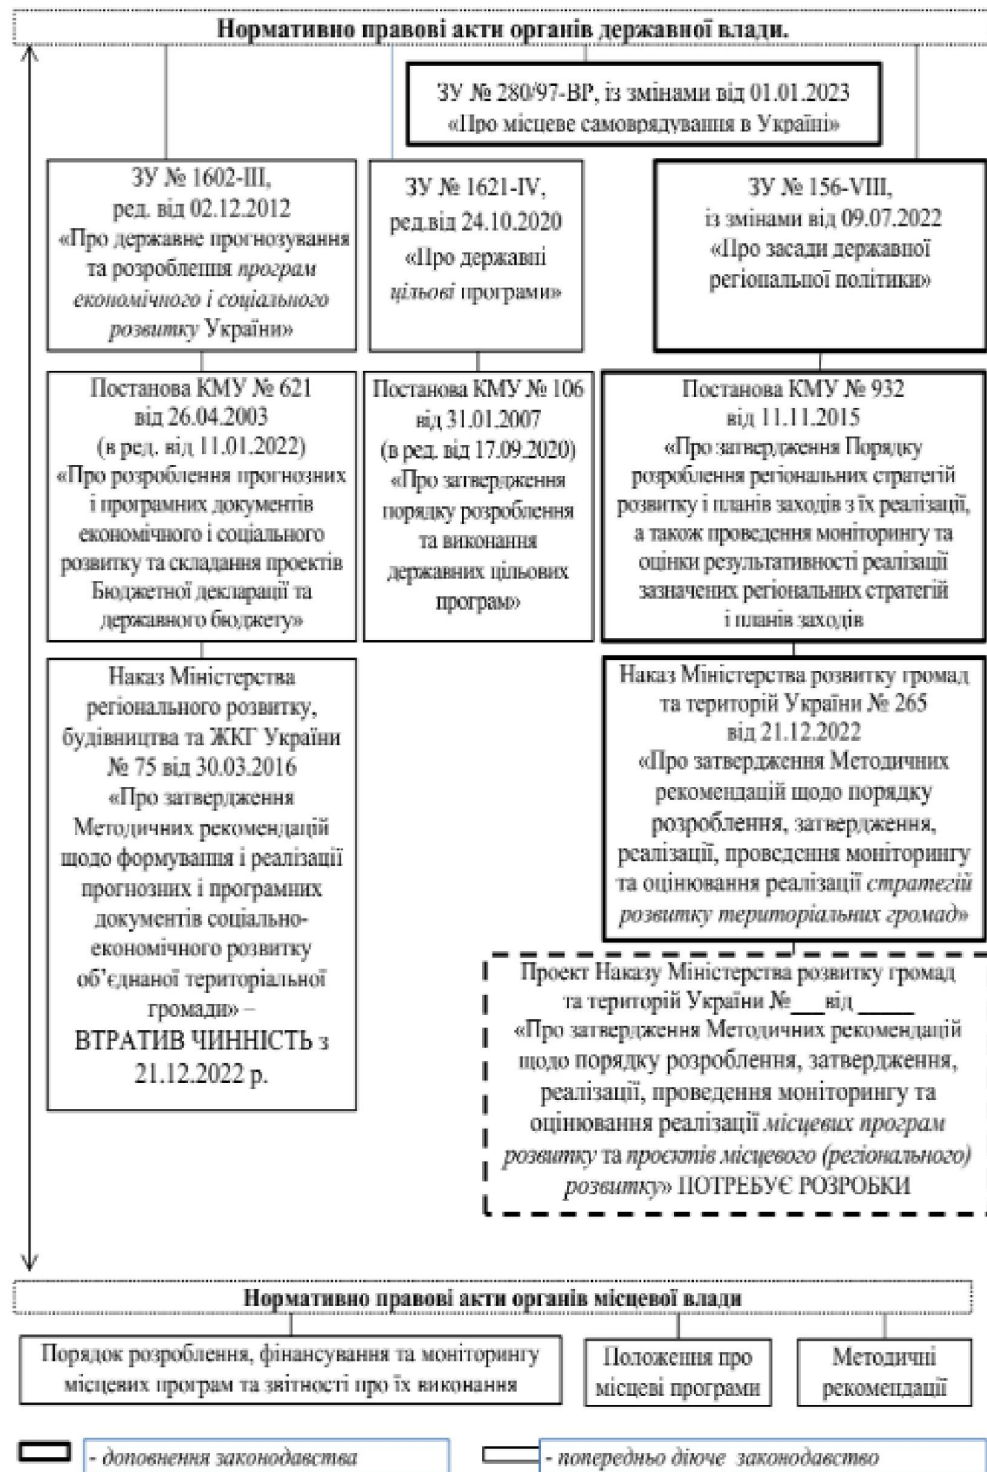 Нормативно правові акти органів державної влади.
ЗУ № 280/97-ВР, із змінами від 01.01.2023
«Про місцеве самоврядування в Україні»
ЗУ № 1602-III,
ред. від 02.12.2012
«Про державне прогнозування
та розроблення програм
економічного і соціального
розвитку України»
ЗУ № 1621-IV,
ред.від 24.10.2020
«Про державні
цільові програми»
ЗУ № 156-VIII,
із змінами від 09.07.2022
«Про засади державної
регіональної політики»
Постанова КМУ № 621
від 26.04.2003
(в ред. від 11.01.2022)
«Про розроблення прогнозних
і програмних документів
економічного і соціального
розвитку та складання проектів
Бюджетної декларації та
державного бюджету»
Постанова КМУ № 106
від 31.01.2007
(в ред. від 17.09.2020)
«Про затвердження
порядку розроблення
та виконання
державних цільових
програм»
Постанова КМУ № 932
від 11.11.2015
«Про затвердження Порядку
розроблення регіональних стратегій
розвитку і планів заходів з їх реалізації,
а також проведення моніторингу та
оцінки результативності реалізації
зазначених регіональних стратегій
і планів заходів
Наказ Міністерства
регіонального розвитку,
будівництва та ЖКГ України
№ 75 від 30.03.2016
«Про затвердження
Методичних рекомендацій
щодо формування і реалізації
прогнозних і програмних
документів соціально-
економічного розвитку
об’єднаної територіальної
громади» –
ВТРАТИВ ЧИННІСТЬ з
21.12.2022 р.
Наказ Міністерства розвитку громад
та територій України № 265
від 21.12.2022
«Про затвердження Методичних
рекомендацій щодо порядку
розроблення, затвердження,
реалізації, проведення моніторингу
та оцінювання реалізації стратегій
розвитку територіальних громад»
Проект Наказу Міністерства розвитку громад
та територій України №___від _____
«Про затвердження Методичних рекомендацій
щодо порядку розроблення, затвердження,
реалізації, проведення моніторингу та
оцінювання реалізації місцевих програм
розвитку та проєктів місцевого (регіонального)
розвитку» ПОТРЕБУЄ РОЗРОБКИ
Нормативно правові акти органів місцевої влади
Порядок розроблення, фінансування та моніторингу
місцевих програм та звітності про їх виконання
Положення про
місцеві програми
Методичні
рекомендації
- доповнення законодавства
- попередньо діюче законодавство